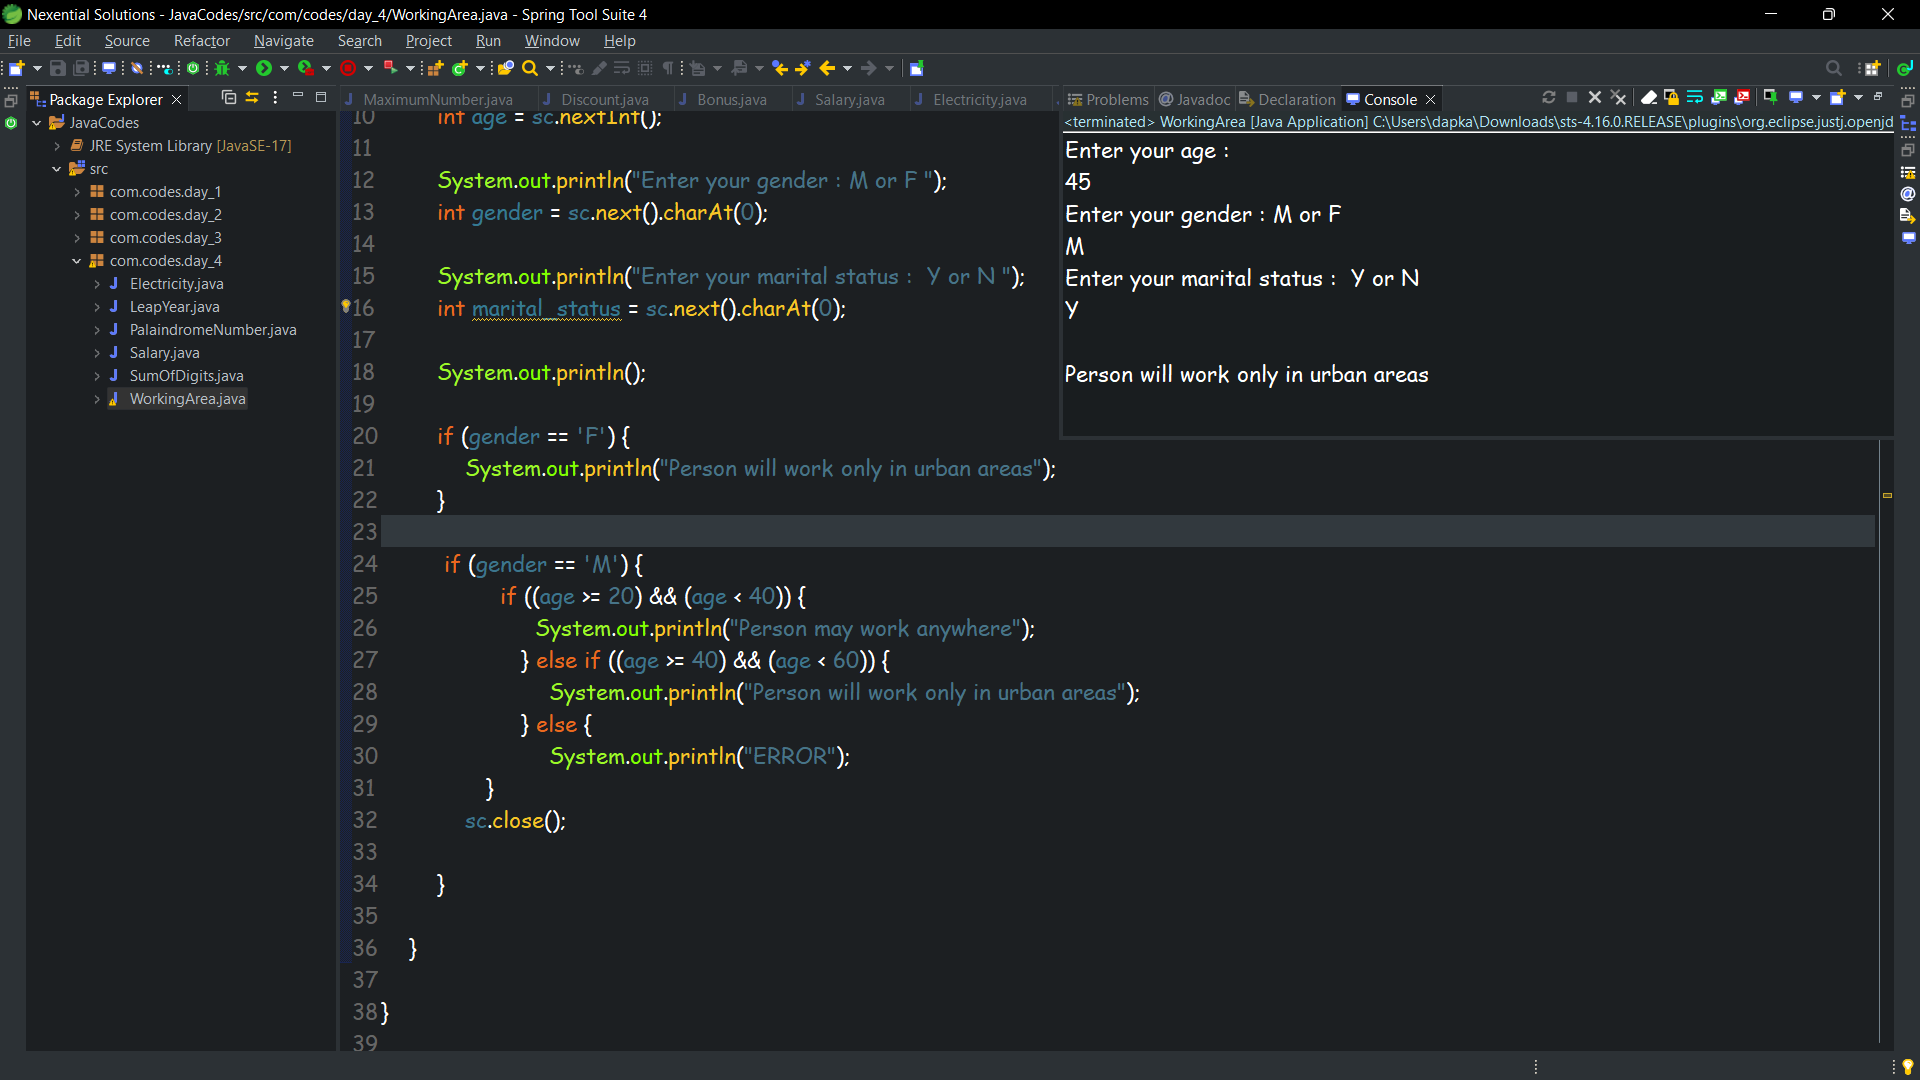 Nexential Solutions - JavaCodes/src/com/codes/day_4/WorkingArea.java - Spring Tool Suite 4
File Edit Source Refactor Navigate Search Project Run Window Help
Package Explorer
JavaCodes
JRE System Library [JavaSE-17]
src
com.codes.day_1
com.codes.day_2
com.codes.day_3
com.codes.day_4
Electricity.java
LeapYear.java
PalaindromeNumber.java
Salary.java
SumOfDigits.java
WorkingArea.java
MaximumNumber.java Discount.java Bonus.java Salary.java Electricity.java
10 int age = sc.nextInt();
11
12 System.out.println("Enter your gender : M or F ");
13 int gender = sc.next().charAt(0);
14
15 System.out.println("Enter your marital status :  Y or N ");
16 int marital_status = sc.next().charAt(0);
17
18 System.out.println();
19
20 if (gender == 'F') {
21 System.out.println("Person will work only in urban areas");
22 }
23
24 if (gender == 'M') {
25 if ((age >= 20) && (age < 40)) {
26 System.out.println("Person may work anywhere");
27 } else if ((age >= 40) && (age < 60)) {
28 System.out.println("Person will work only in urban areas");
29 } else {
30 System.out.println("ERROR");
31 }
32 sc.close();
33
34 }
35
36 }
37
38 }
39
Problems @ Javadoc Declaration Console
<terminated> WorkingArea [Java Application] C:\Users\dapka\Downloads\sts-4.16.0.RELEASE\plugins\org.eclipse.justj.openjd
Enter your age :
45
Enter your gender : M or F
M
Enter your marital status :  Y or N
Y
Person will work only in urban areas